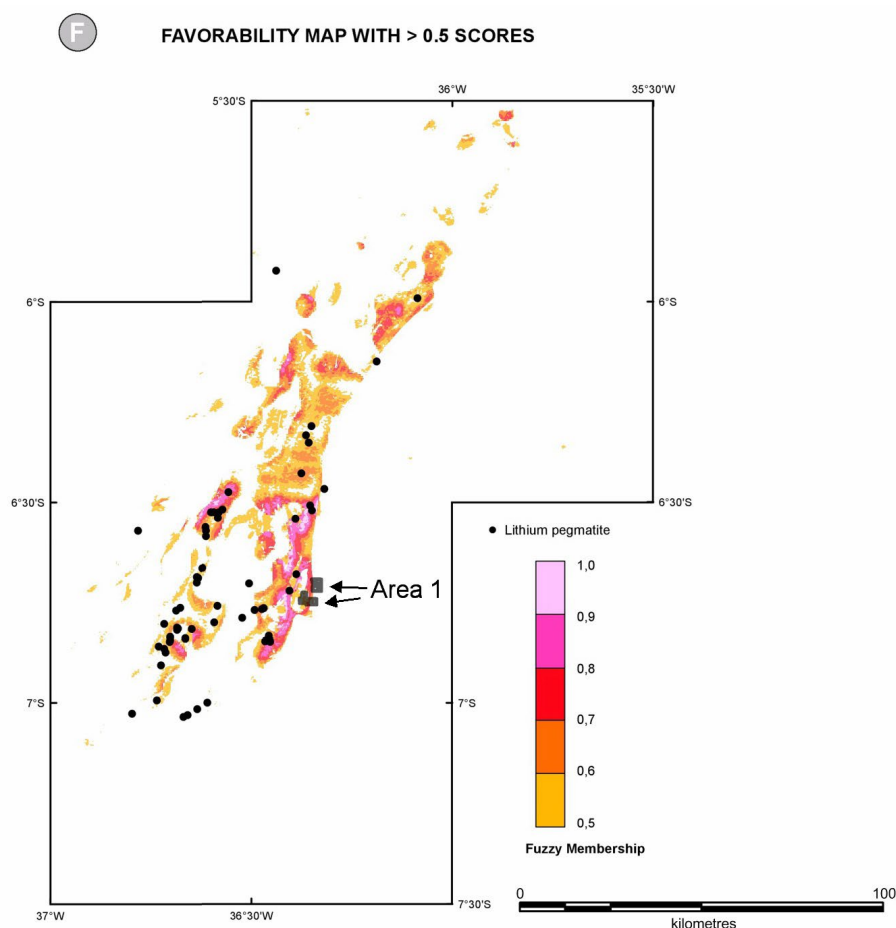 F
FAVORABILITY MAP WITH > 0.5 SCORES
5°30'S
36°W
35°30'S
6°S
6°S
6°30'S
6°30'S
Lithium pegmatite
1,0
Area 1
0,9
0,8
7°S
7°S
0,7
0,6
0,5
Fuzzy Membership
0
100
37°W
36°30'W
7°30'S
kilometres